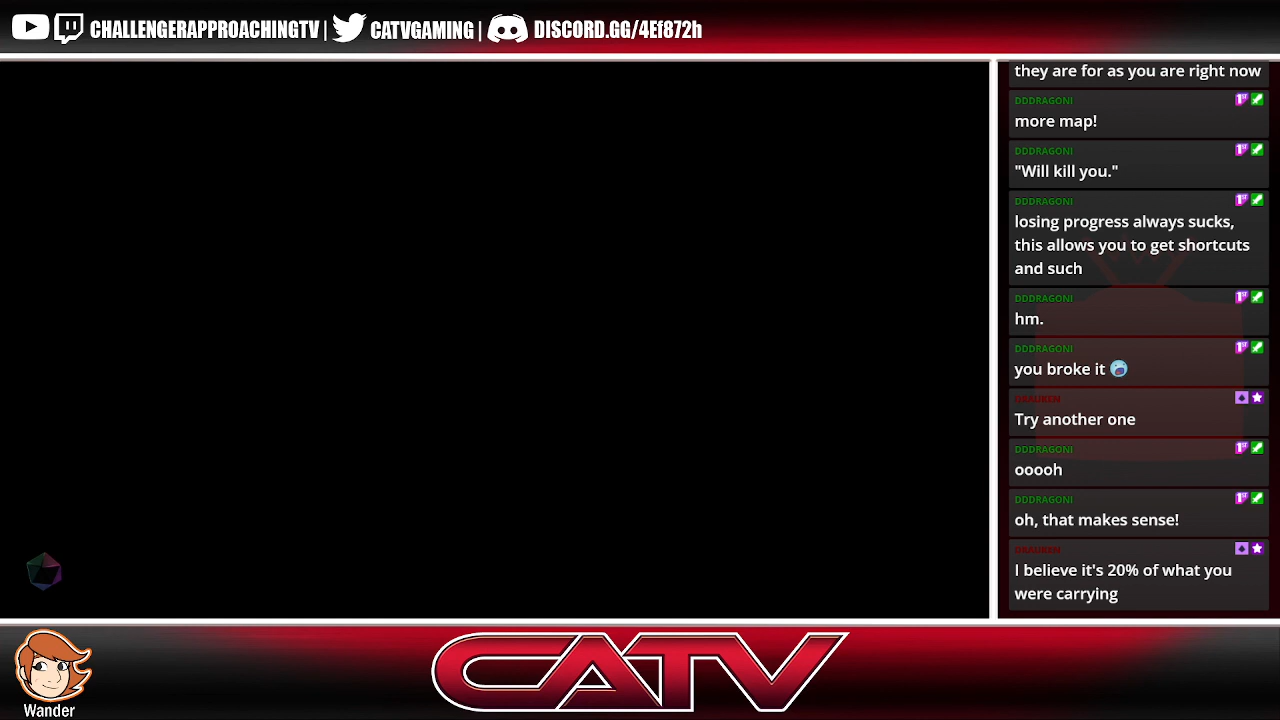 CHALLENGERAPPROACHINGTV | CATVGAMING | DISCORD.GG/4Ef872h
they are for as you are right now
DDDRAGONI
more map!
DDDRAGONI
"Will kill you."
DDDRAGONI
losing progress always sucks,
this allows you to get shortcuts
and such
DDDRAGONI
hm.
DDDRAGONI
you broke it
Try another one
DDDRAGONI
ooooh
DDDRAGONI
oh, that makes sense!
I believe it's 20% of what you
were carrying
Wander
CATV